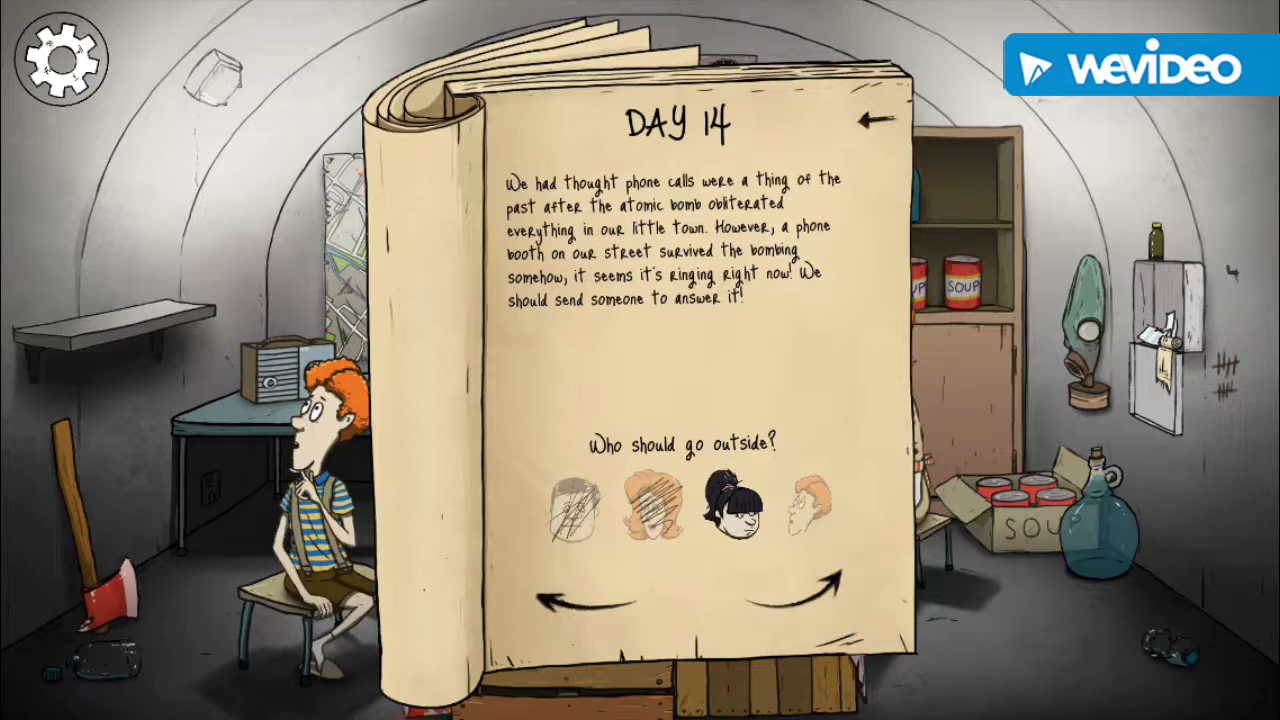 WEVIDEO
DAY 14
We had thought phone calls were a thing of the
past after the atomic bomb obliterated
everything in our little town. However, a phone
booth on our street survived the bombing
somehow, it seems it's ringing right now! We
should send someone to answer it!
UP
SOUP
Who should go outside?
SOU